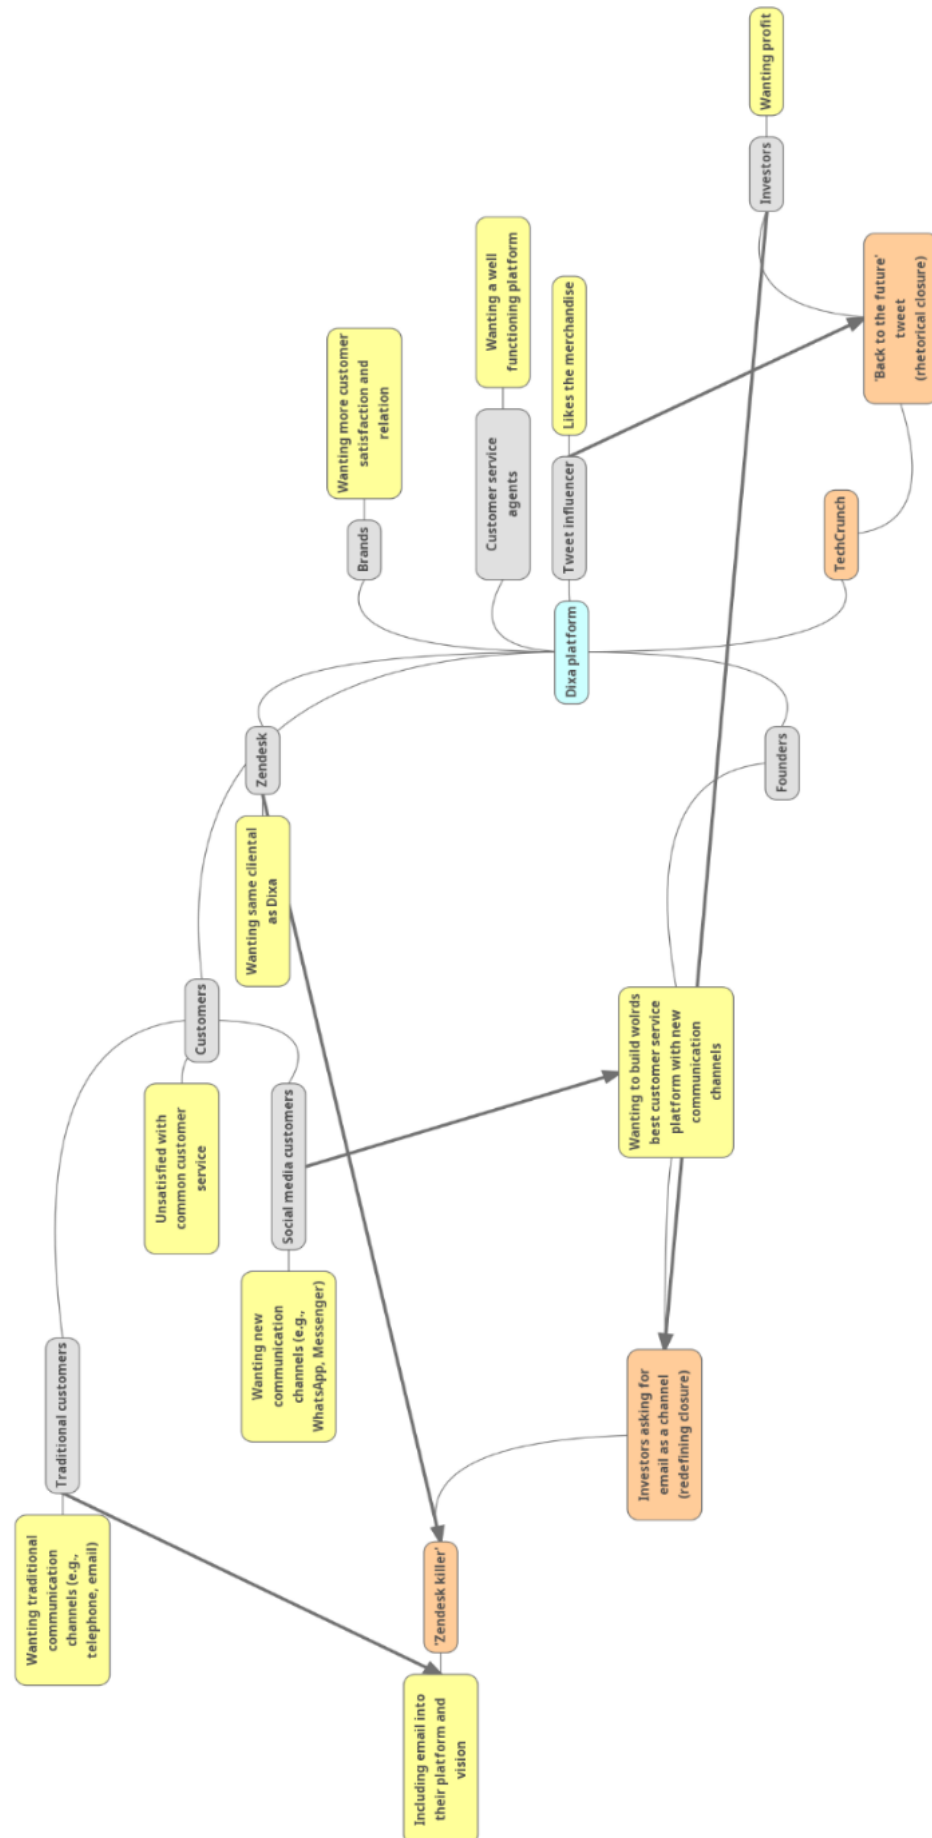 Wanting traditional
communication
channels (e.g.,
telephone, email)
Traditional customers
Unsatisfied with
common customer
service
Customers
Wanting same cliental
as Dixa
Zendesk
Wanting new
communication
channels (e.g.,
WhatsApp, Messenger)
Social media customers
Brands
Wanting more customer
satisfaction and
relation
Including email into
their platform and
vision
'Zendesk killer'
Customer service
agents
Wanting a well
functioning platform
Dixa platform
Tweet influencer
Likes the merchandise
Investors asking for
email as a channel
(redefining closure)
Wanting to build wolrds
best customer service
platform with new
communication
channels
Founders
Investors
Wanting profit
TechCrunch
'Back to the future'
tweet
(rhetorical closure)